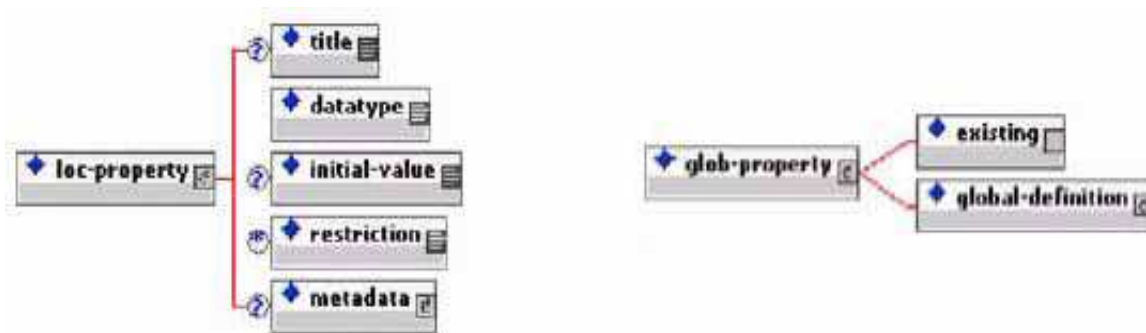 title
datatype
loc-property
initial-value
restriction
metadata
existing
glob-property
global-definition